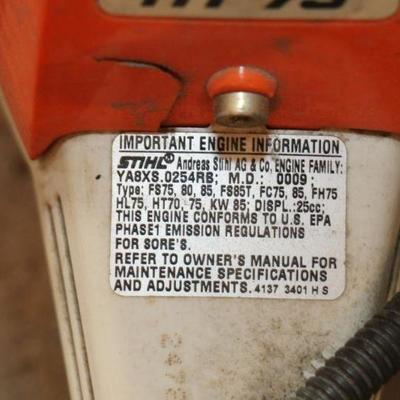 HT 75
IMPORTANT ENGINE INFORMATION
STIHL® Andreas Stihl AG & Co. ENGINE FAMILY:
YA8XS.0254RB; M.D.: 0009;
Type: FS75, 80, 85, FS85T, FC75, 85, FH75
HL75, HT70, 75, KW 85; DISPL.:25cc;
THIS ENGINE CONFORMS TO U.S. EPA
PHASE1 EMISSION REGULATIONS
FOR SORE'S.
REFER TO OWNER'S MANUAL FOR
MAINTENANCE SPECIFICATIONS
AND ADJUSTMENTS. 4137 3401 H S